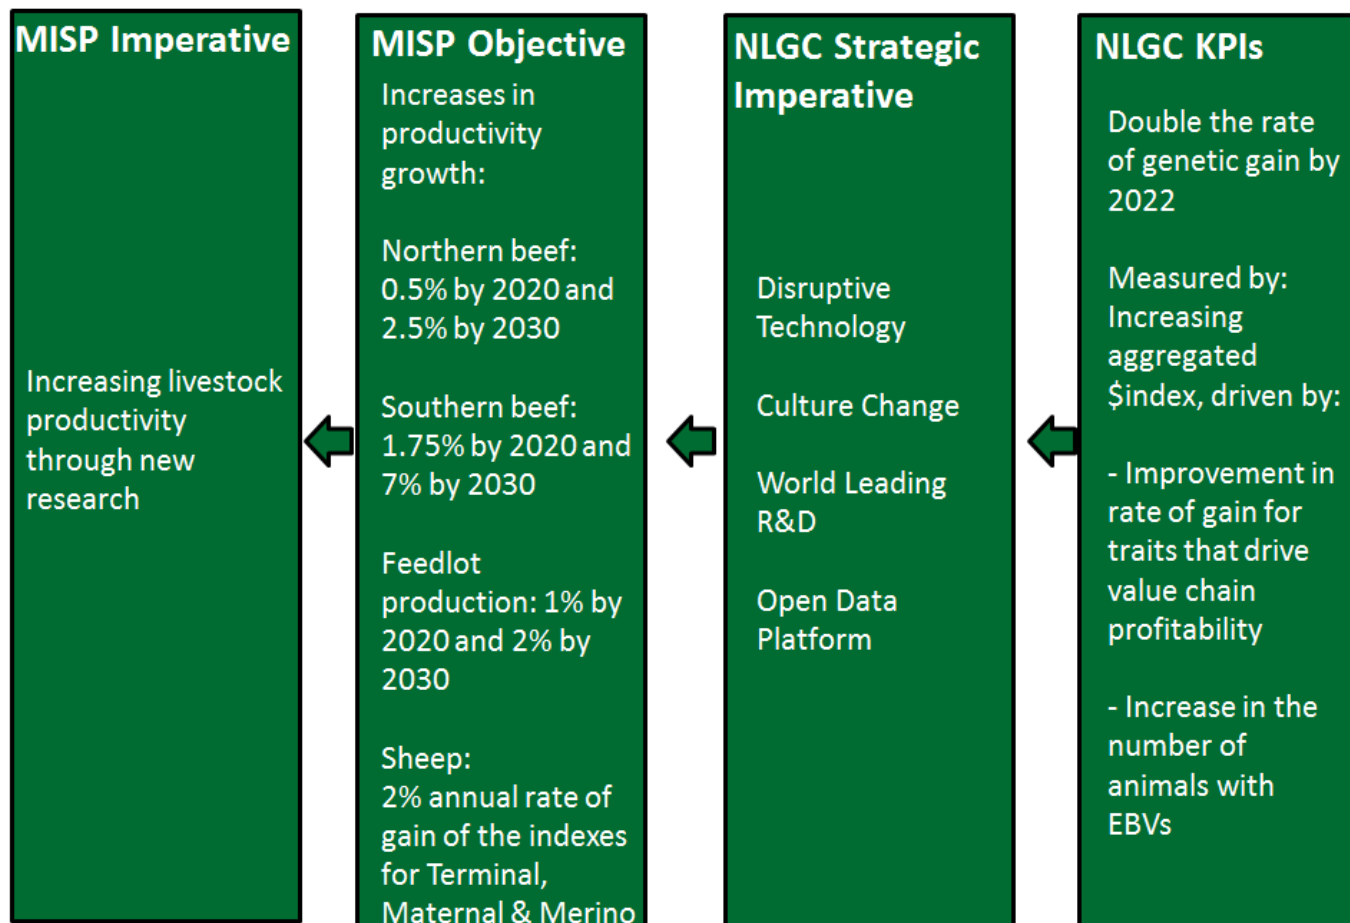 MISP Imperative
Increasing livestock
productivity
through new
research
MISP Objective
Increases in
productivity
growth:
Northern beef:
0.5% by 2020 and
2.5% by 2030
Southern beef:
1.75% by 2020 and
7% by 2030
Feedlot
production: 1% by
2020 and 2% by
2030
Sheep:
2% annual rate of
gain of the indexes
for Terminal,
Maternal & Merino
NLGC Strategic
Imperative
Disruptive
Technology
Culture Change
World Leading
R&D
Open Data
Platform
NLGC KPIs
Double the rate
of genetic gain by
2022
Measured by:
Increasing
aggregated
$index, driven by:
- Improvement in
rate of gain for
traits that drive
value chain
profitability
- Increase in the
number of
animals with
EBVs